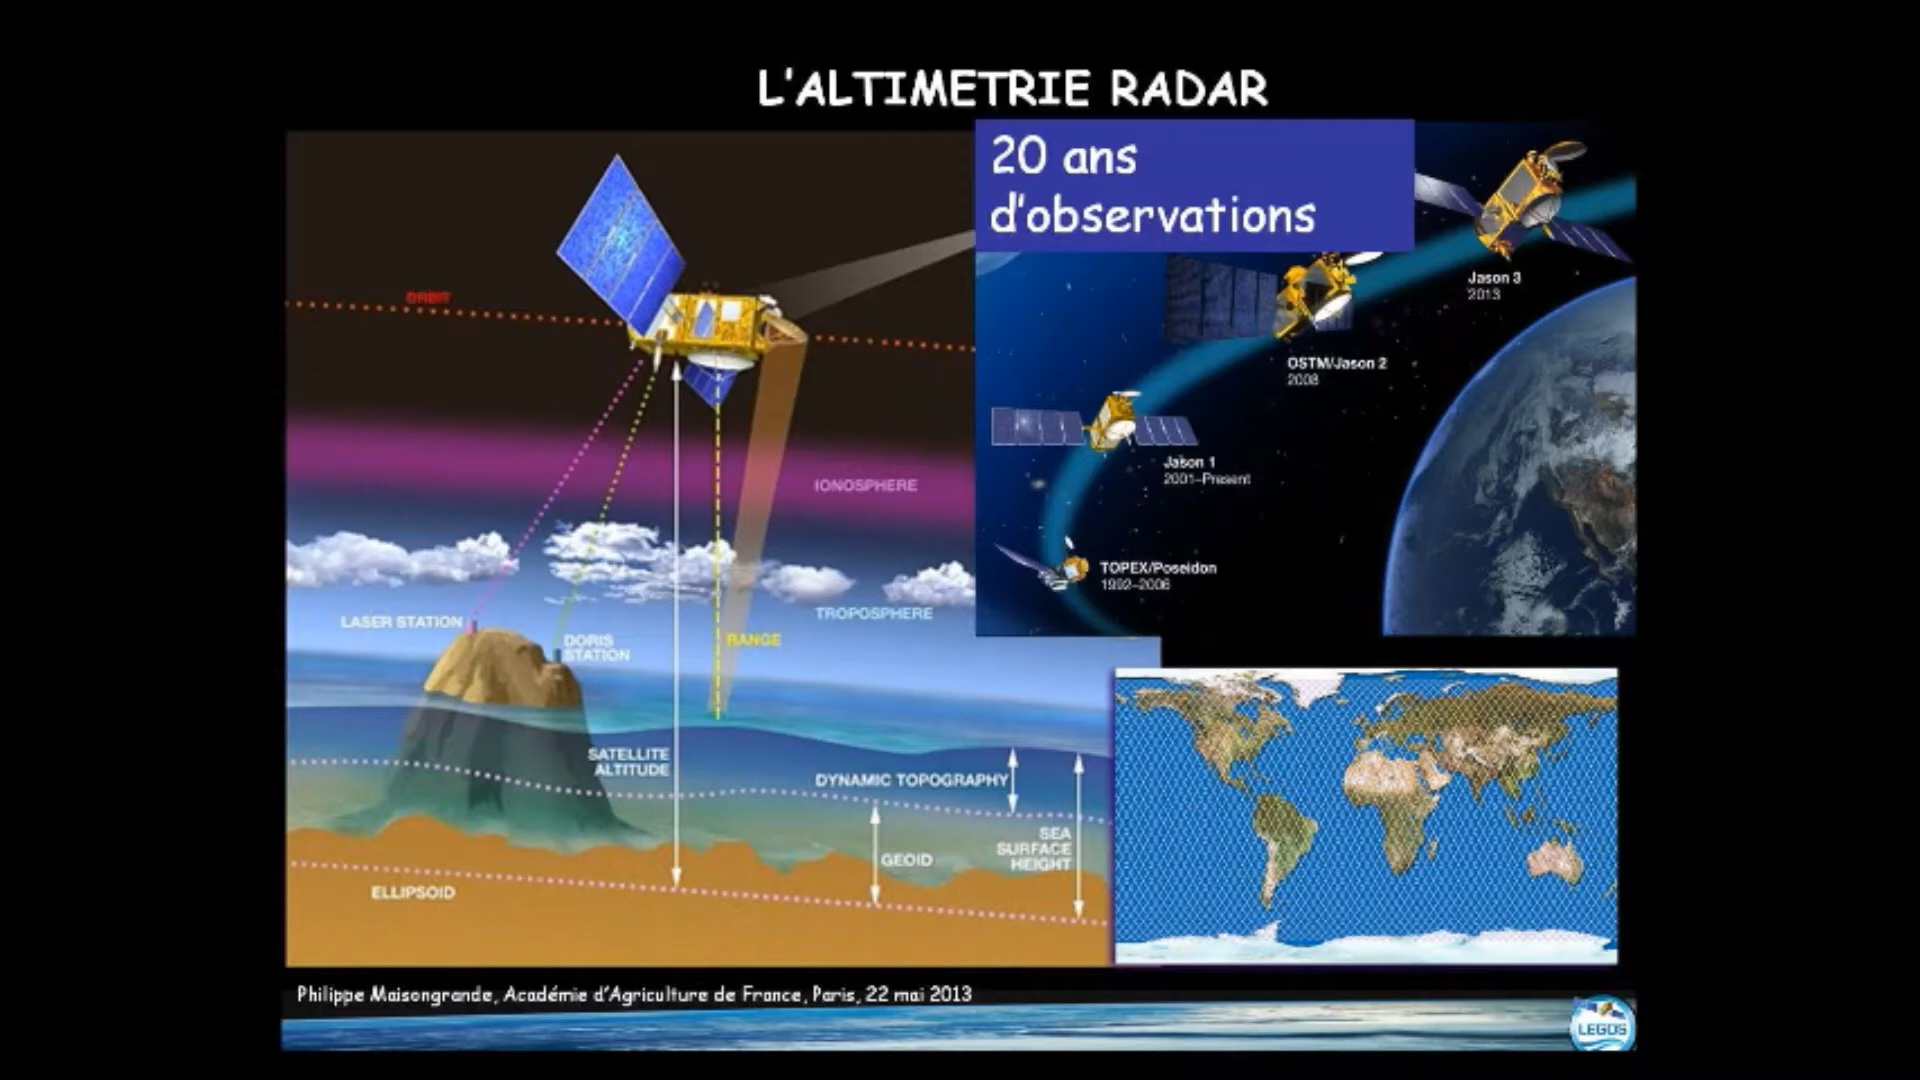 L'ALTIMETRIE RADAR
20 ans
d'observations
ORBIT
Jason 3
2013
OSTM/Jason 2
2008
Jason 1
2001–Present
IONOSPHERE
TOPEX/Poseidon
1992–2006
TROPOSPHERE
LASER STATION
DORIS
STATION
RANGE
SATELLITE
ALTITUDE
DYNAMIC TOPOGRAPHY
SEA
SURFACE
HEIGHT
GEOID
ELLIPSOID
Philippe Maisongrande, Académie d'Agriculture de France, Paris, 22 mai 2013
LEGOS